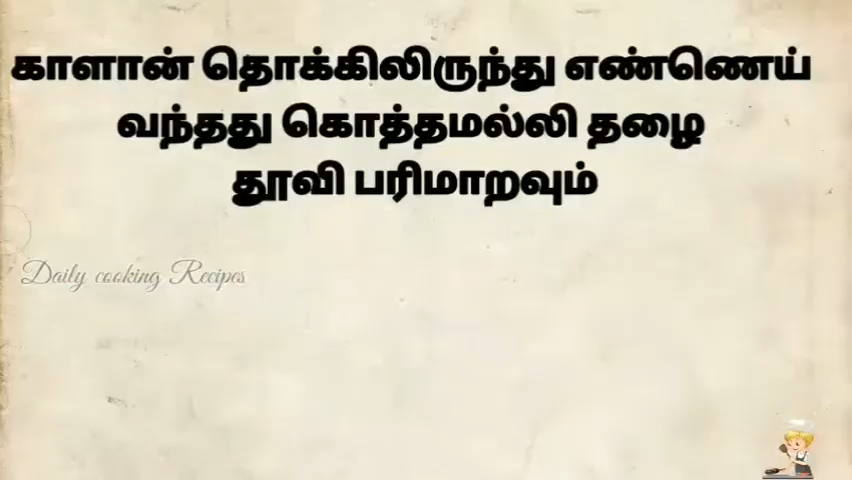 காளான் தொக்கிலிருந்து எண்ணெய்
வந்தது கொத்தமல்லி தழை
தூவி பரிமாறவும்
Daily cooking Recipes